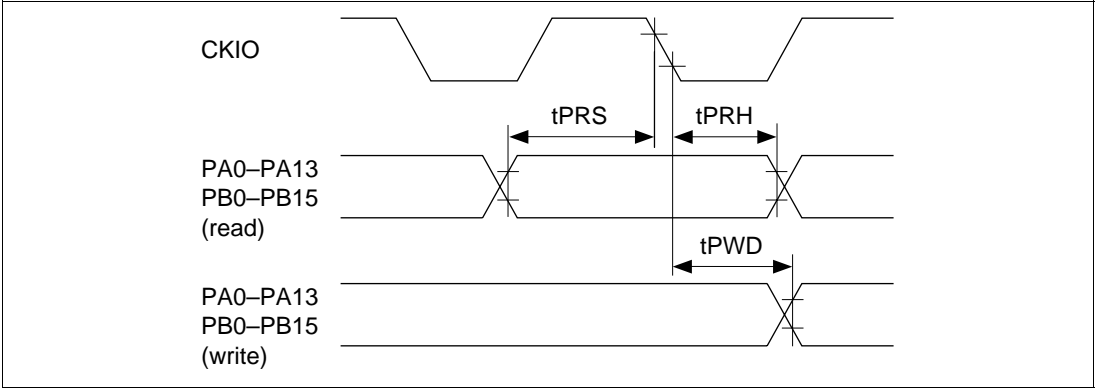 CKIO
tPRS
tPRH
PA0–PA13
PB0–PB15
(read)
tPWD
PA0–PA13
PB0–PB15
(write)